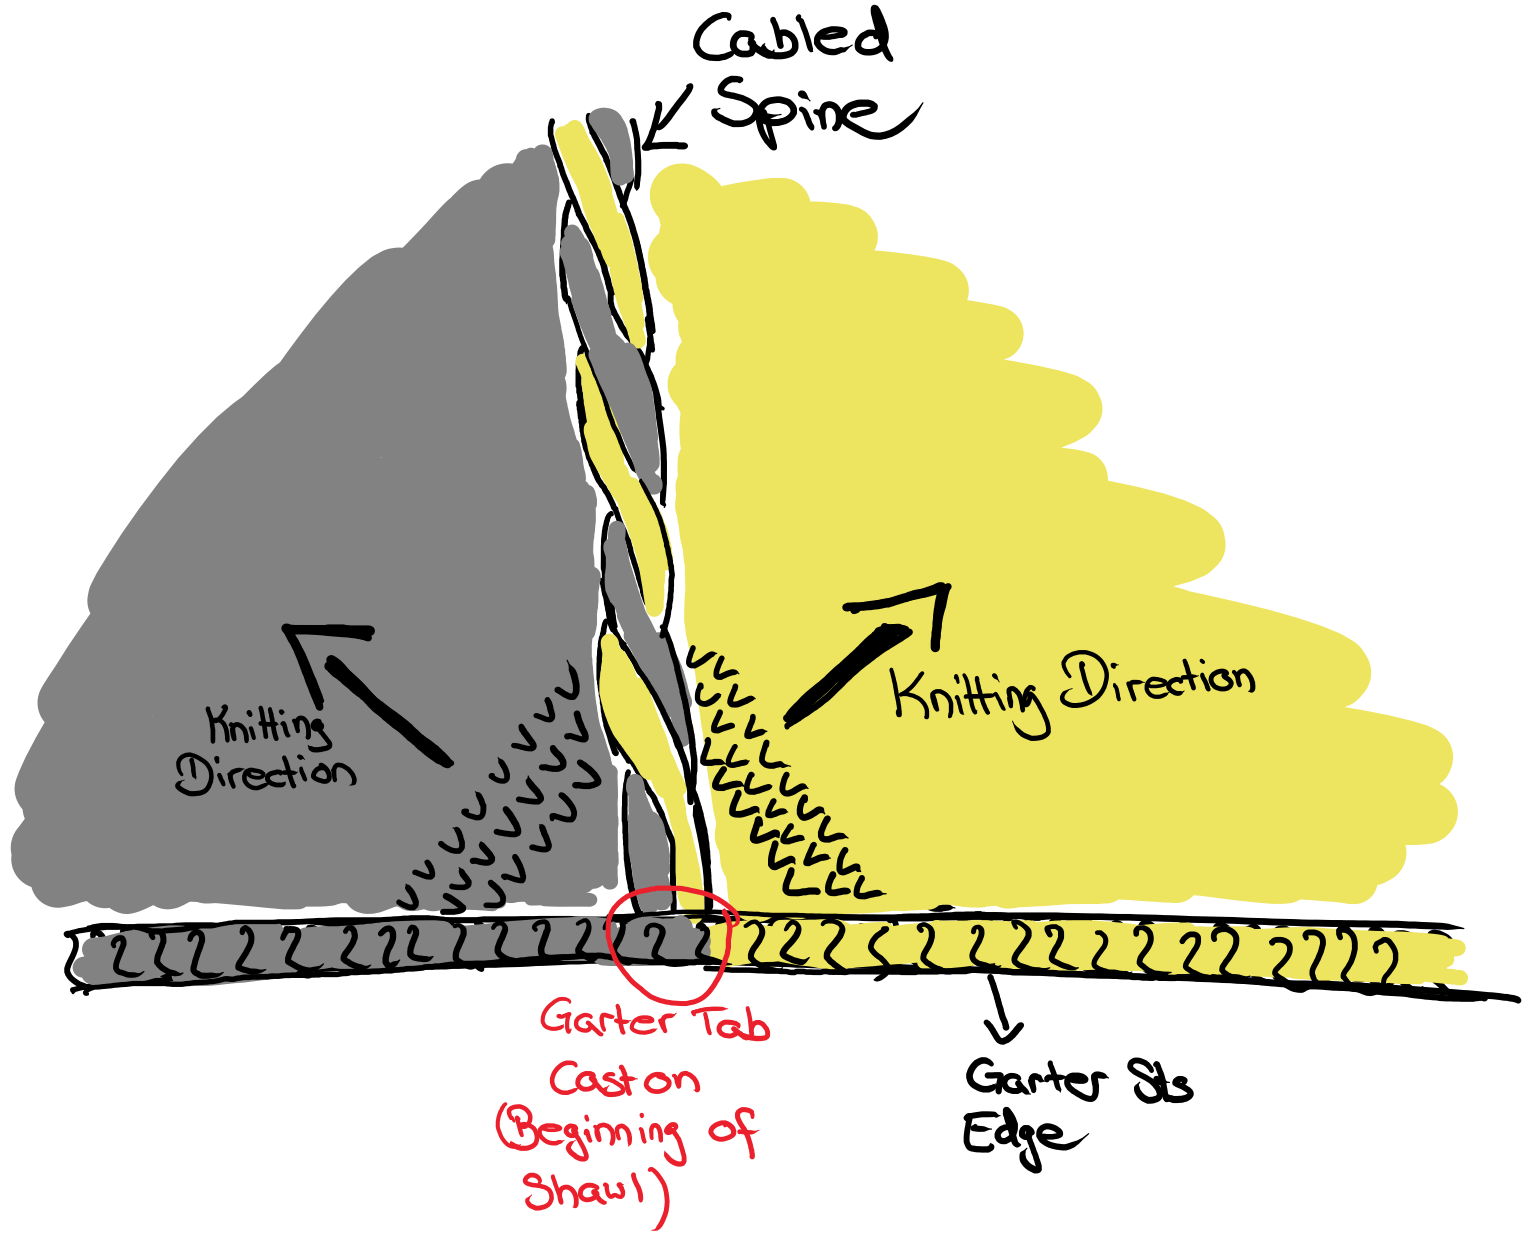 Cabled
Spine
Knitting
Direction
Knitting Direction
Garter Tab
Cast on
(Beginning of
Shawl)
Garter Sts
Edge